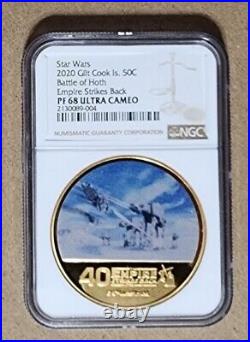 Star Wars
2020 Gilt Cook Is. 50C
Battle of Hoth
Empire Strikes Back
PF 68 ULTRA CAMEO
2130089-004
NUMISMATIC GUARANTY CORPORATION
NGC
40 EMPIRE